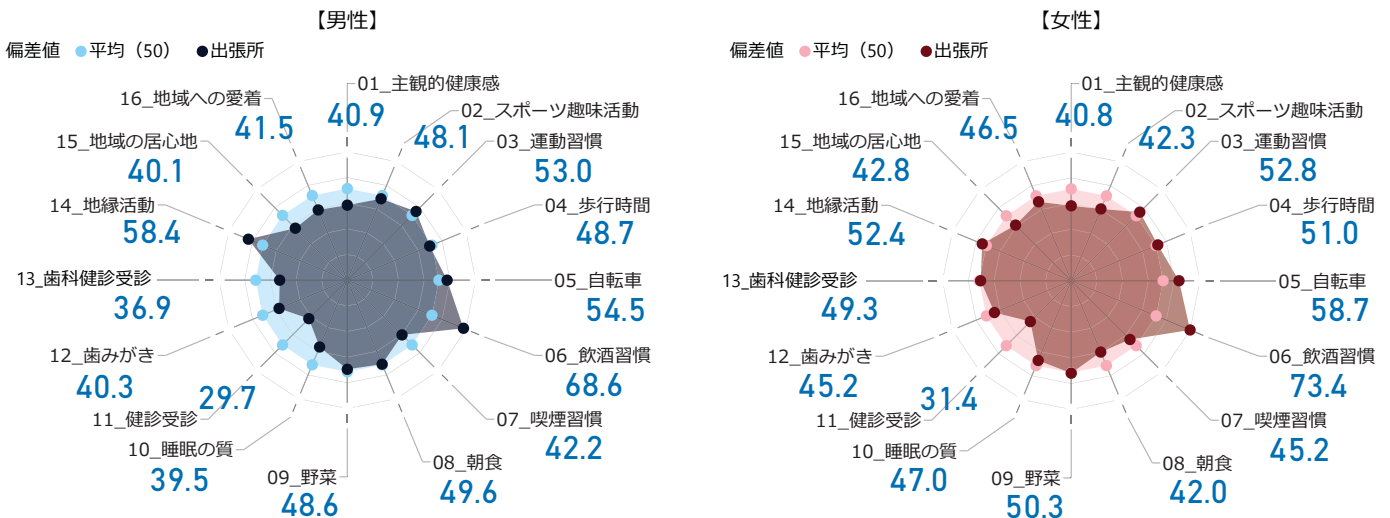 【男性】
偏差値 ●平均（50） ●出張所
01_主観的健康感
40.9
02_スポーツ趣味活動
48.1
03_運動習慣
53.0
04_歩行時間
48.7
05_自転車
54.5
06_飲酒習慣
68.6
07_喫煙習慣
42.2
08_朝食
49.6
09_野菜
48.6
10_睡眠の質
39.5
11_健診受診
29.7
12_歯みがき
40.3
13_歯科健診受診
36.9
14_地縁活動
58.4
15_地域の居心地
40.1
16_地域への愛着
41.5
【女性】
偏差値 ●平均（50） ●出張所
01_主観的健康感
40.8
02_スポーツ趣味活動
42.3
03_運動習慣
52.8
04_歩行時間
51.0
05_自転車
58.7
06_飲酒習慣
73.4
07_喫煙習慣
45.2
08_朝食
42.0
09_野菜
50.3
10_睡眠の質
47.0
11_健診受診
31.4
12_歯みがき
45.2
13_歯科健診受診
49.3
14_地縁活動
52.4
15_地域の居心地
42.8
16_地域への愛着
46.5